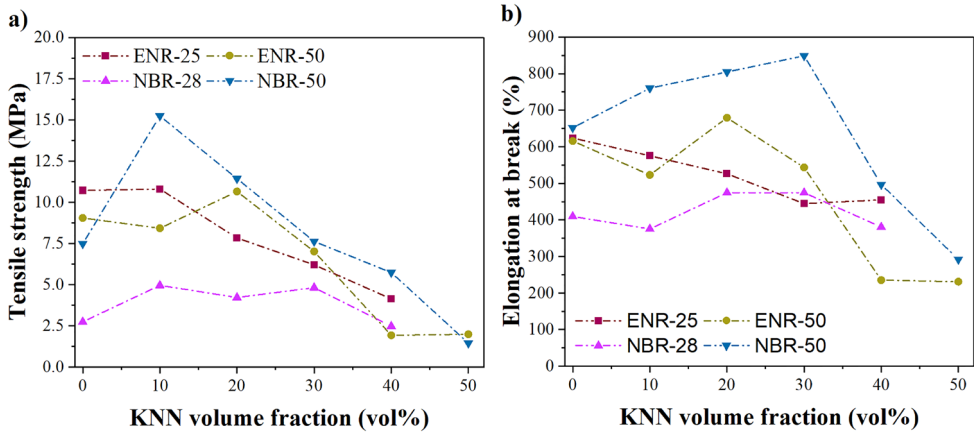 a)
20.0
17.5
15.0
12.5
10.0
7.5
5.0
2.5
0.0
Tensile strength (MPa)
ENR-25 ENR-50
NBR-28 NBR-50
0 10 20 30 40 50
KNN volume fraction (vol%)
b)
900
800
700
600
500
400
300
200
100
0
Elongation at break (%)
ENR-25 ENR-50
NBR-28 NBR-50
0 10 20 30 40 50
KNN volume fraction (vol%)